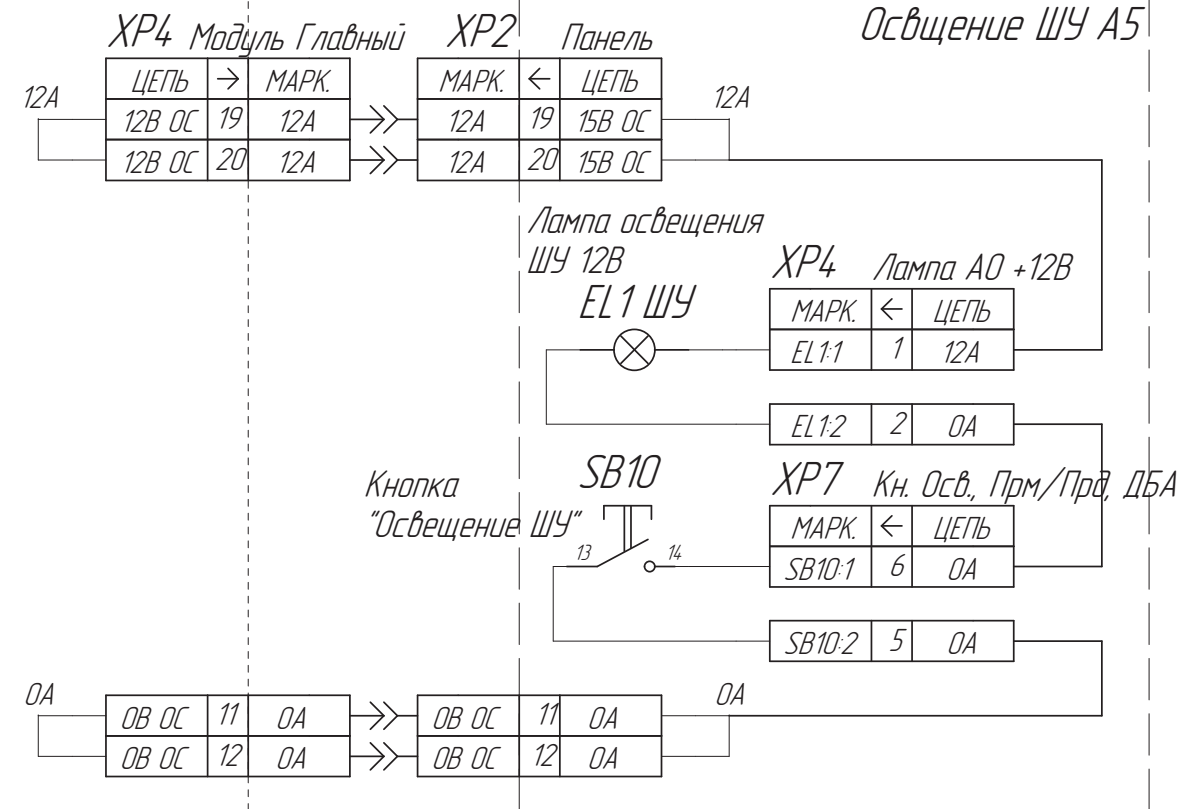 ХР4 Модуль Главный ХР2 Панель Освщение ШУ А5
ЦЕПЬ → МАРК. МАРК. ← ЦЕПЬ
12А 12А
12В ОС 19 12А 12А 19 15В ОС
12В ОС 20 12А 12А 20 15В ОС
Лампа освещения
ШУ 12В
EL1 ШУ
ХР4 Лампа АО +12В
МАРК. ← ЦЕПЬ
EL1:1 1 12А
EL1:2 2 0А
Кнопка
"Освещение ШУ"
SB10
13 14
ХР7 Кн. Осв., Прм/Прд, ДБА
МАРК. ← ЦЕПЬ
SB10:1 6 0А
SB10:2 5 0А
0А 0А
0В ОС 11 0А 0В ОС 11 0А
0В ОС 12 0А 0В ОС 12 0А